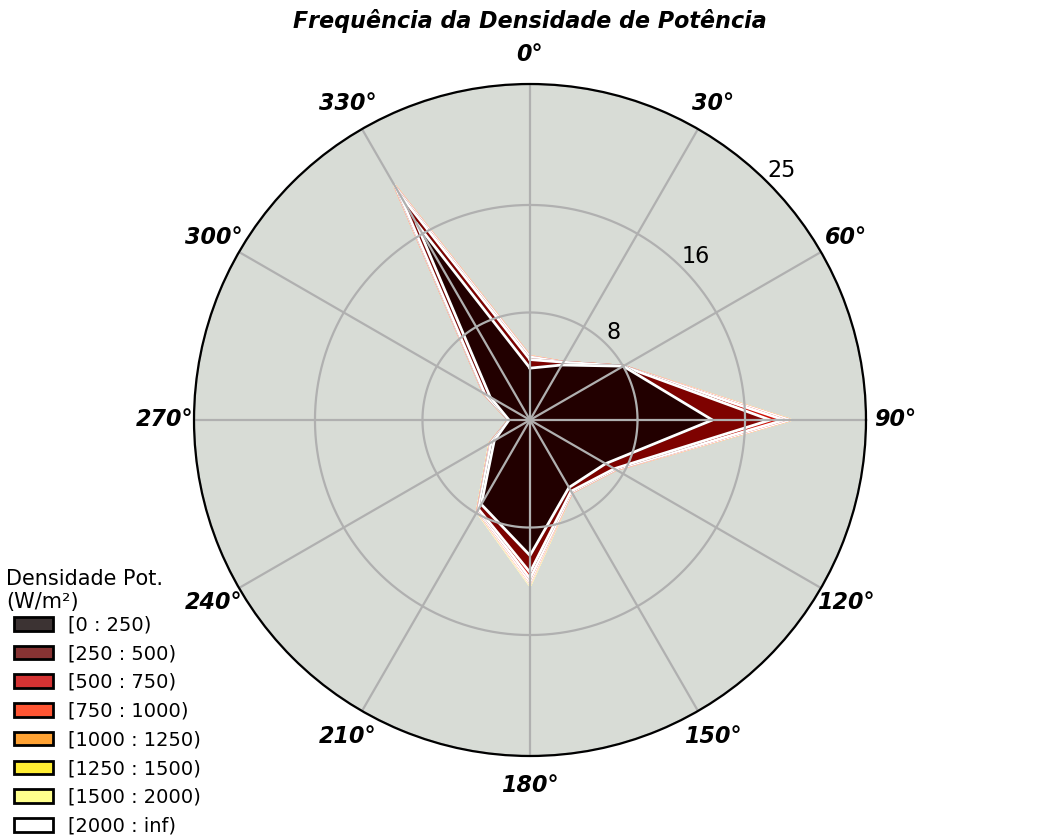 Frequência da Densidade de Potência
0°
330°
30°
25
300°
60°
16
8
270°
90°
240°
120°
210°
150°
180°
Densidade Pot.
(W/m²)
[0 : 250)
[250 : 500)
[500 : 750)
[750 : 1000)
[1000 : 1250)
[1250 : 1500)
[1500 : 2000)
[2000 : inf)